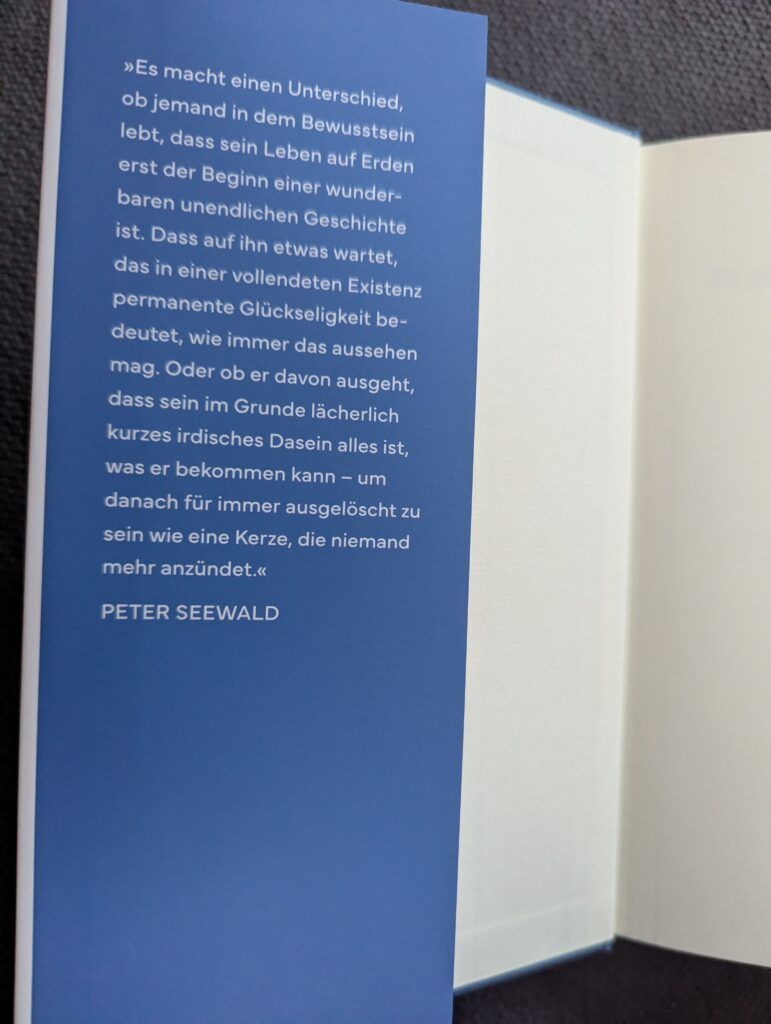 »Es macht einen Unterschied,
ob jemand in dem Bewusstsein
lebt, dass sein Leben auf Erden
erst der Beginn einer wunder-
baren unendlichen Geschichte
ist. Dass auf ihn etwas wartet,
das in einer vollendeten Existenz
permanente Glückseligkeit be-
deutet, wie immer das aussehen
mag. Oder ob er davon ausgeht,
dass sein im Grunde lächerlich
kurzes irdisches Dasein alles ist,
was er bekommen kann – um
danach für immer ausgelöscht zu
sein wie eine Kerze, die niemand
mehr anzündet.«
PETER SEEWALD